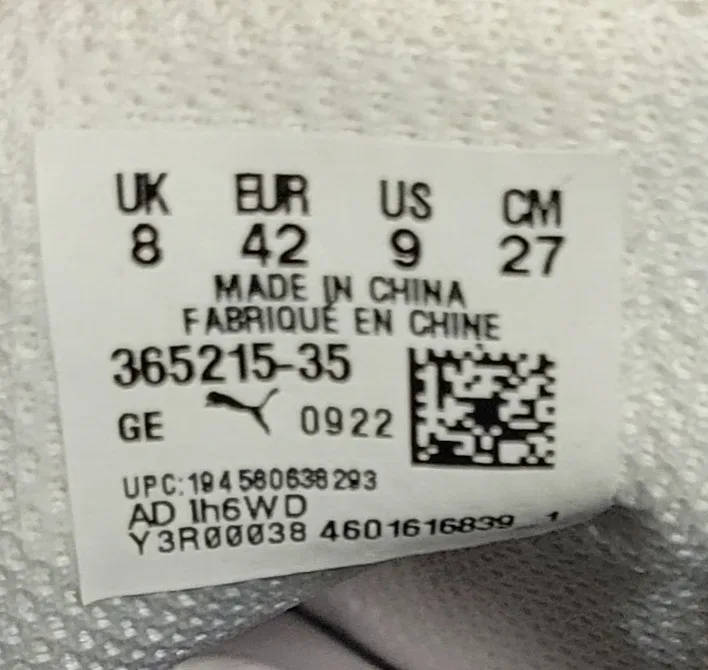 UK EUR US CM
8 42 9 27
MADE IN CHINA
FABRIQUÉ EN CHINE
365215-35
GE 0922
UPC:194580638293
AD 1h6WD
Y3R00038 4601616839 1